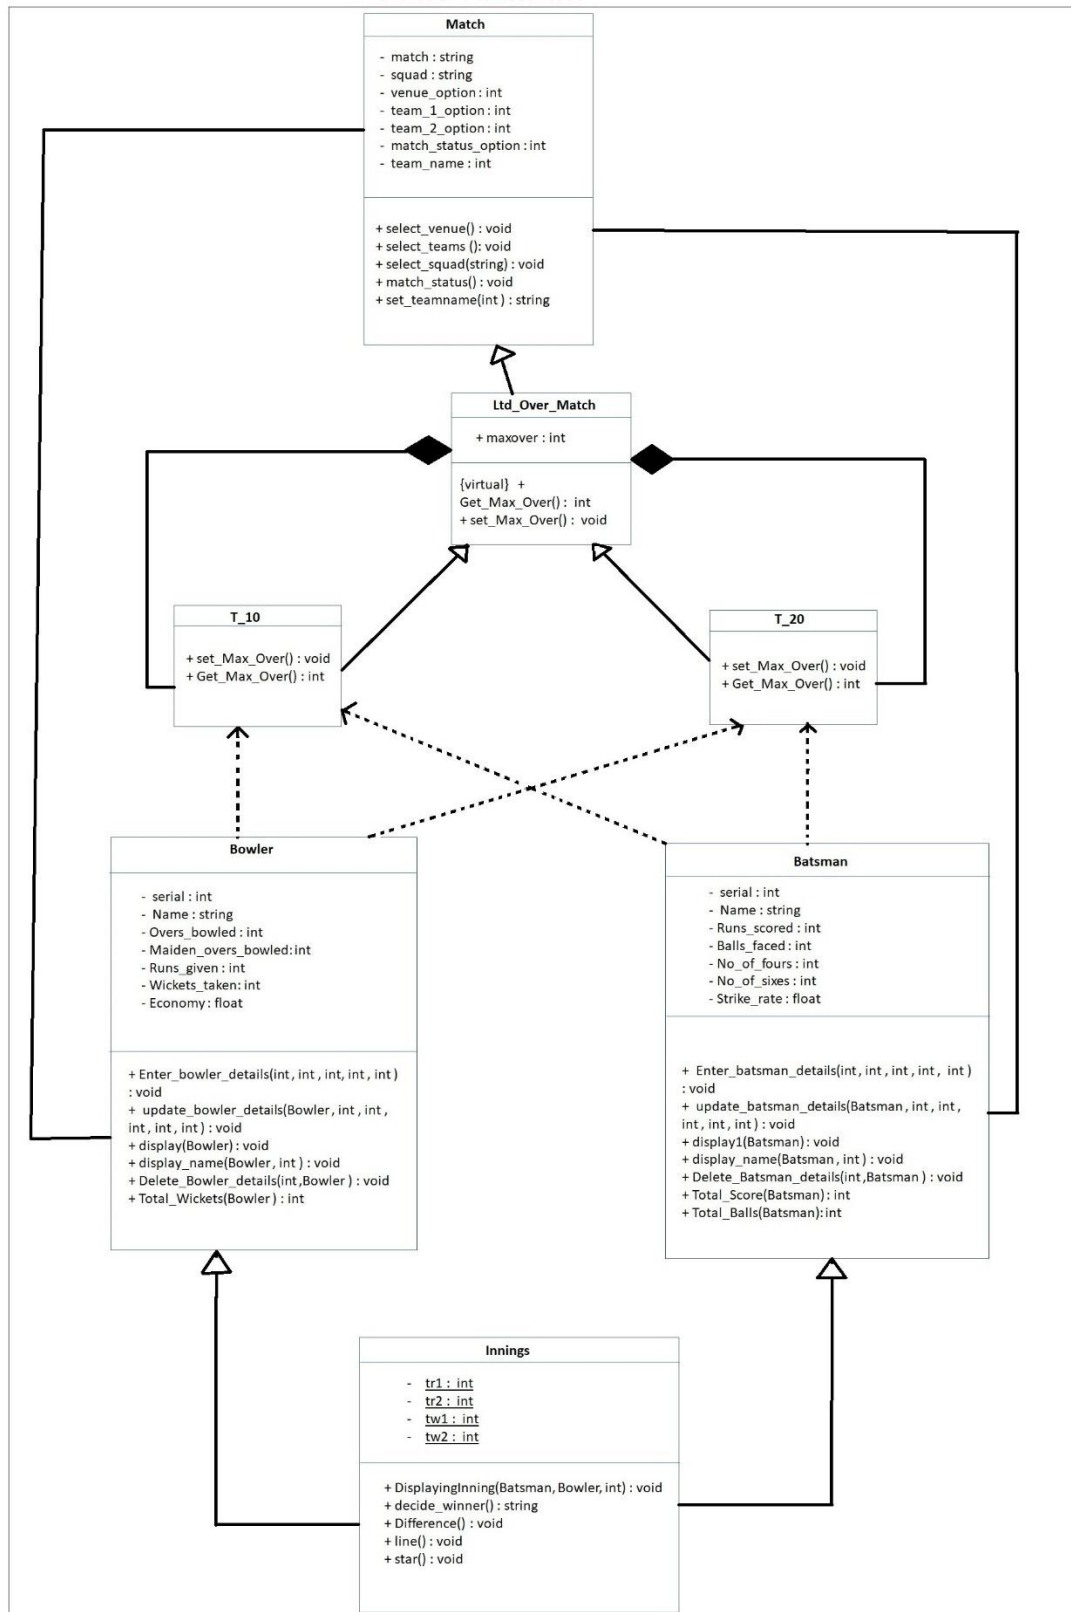 Match
- match : string
- squad : string
- venue_option : int
- team_1_option : int
- team_2_option : int
- match_status_option : int
- team_name : int
+ select_venue() : void
+ select_teams (): void
+ select_squad(string) : void
+ match_status() : void
+ set_teamname(int ) : string
Ltd_Over_Match
+ maxover : int
{virtual} +
Get_Max_Over() : int
+ set_Max_Over() : void
T_10
+ set_Max_Over() : void
+ Get_Max_Over() : int
T_20
+ set_Max_Over() : void
+ Get_Max_Over() : int
Bowler
- serial : int
- Name : string
- Overs_bowled : int
- Maiden_overs_bowled: int
- Runs_given : int
- Wickets_taken: int
- Economy : float
+ Enter_bowler_details(int, int , int, int, int )
: void
+ update_bowler_details(Bowler, int , int ,
int, int, int ) : void
+ display(Bowler) : void
+ display_name(Bowler, int ) : void
+ Delete_Bowler_details(int,Bowler ) : void
+ Total_Wickets(Bowler ) : int
Batsman
- serial : int
- Name : string
- Runs_scored : int
- Balls_faced : int
- No_of_fours : int
- No_of_sixes : int
- Strike_rate : float
+ Enter_batsman_details(int, int, int, int, int )
: void
+ update_batsman_details(Batsman , int , int ,
int, int , int ) : void
+ display1(Batsman) : void
+ display_name(Batsman , int ) : void
+ Delete_Batsman_details(int,Batsman ) : void
+ Total_Score(Batsman) : int
+ Total_Balls(Batsman): int
Innings
- tr1 : int
- tr2 : int
- tw1 : int
- tw2 : int
+ DisplayingInning(Batsman, Bowler, int) : void
+ decide_winner() : string
+ Difference() : void
+ line() : void
+ star() : void